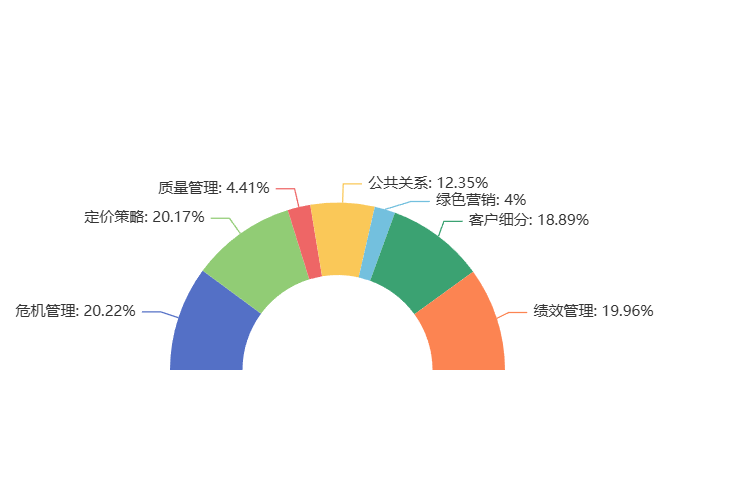 质量管理: 4.41%
公共关系: 12.35%
绿色营销: 4%
定价策略: 20.17%
客户细分: 18.89%
危机管理: 20.22%
绩效管理: 19.96%